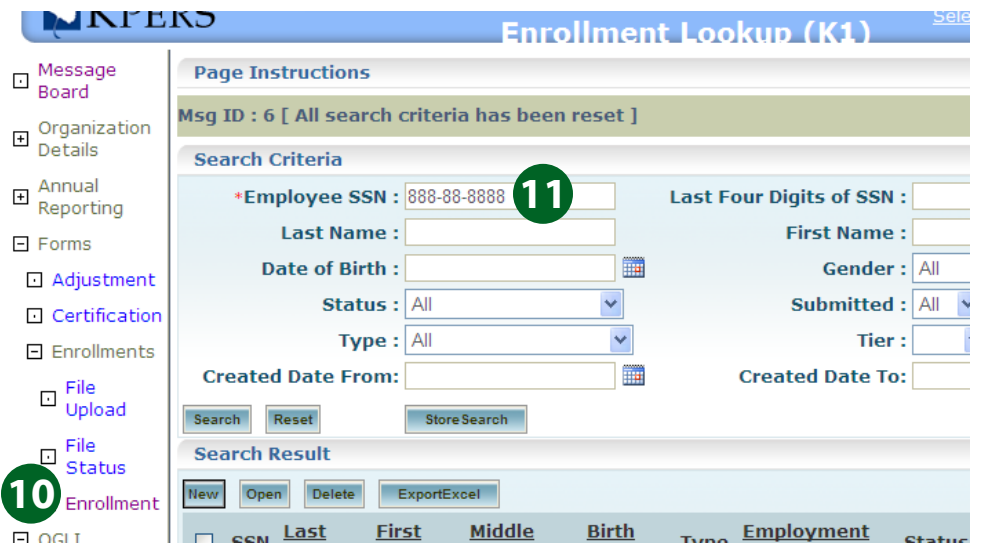 KPERS
Enrollment Lookup (K1)
Message
Board
Organization
Details
Annual
Reporting
Forms
Adjustment
Certification
Enrollments
File
Upload
File
Status
10
Enrollment
OGLI
Page Instructions
Msg ID : 6 [ All search criteria has been reset ]
Search Criteria
*Employee SSN : 888-88-8888 11 Last Four Digits of SSN :
Last Name : First Name :
Date of Birth : Gender : All
Status : All Submitted : All
Type : All Tier :
Created Date From: Created Date To:
Search Reset StoreSearch
Search Result
New Open Delete ExportExcel
SSN Last First Middle Birth Type Employment Status